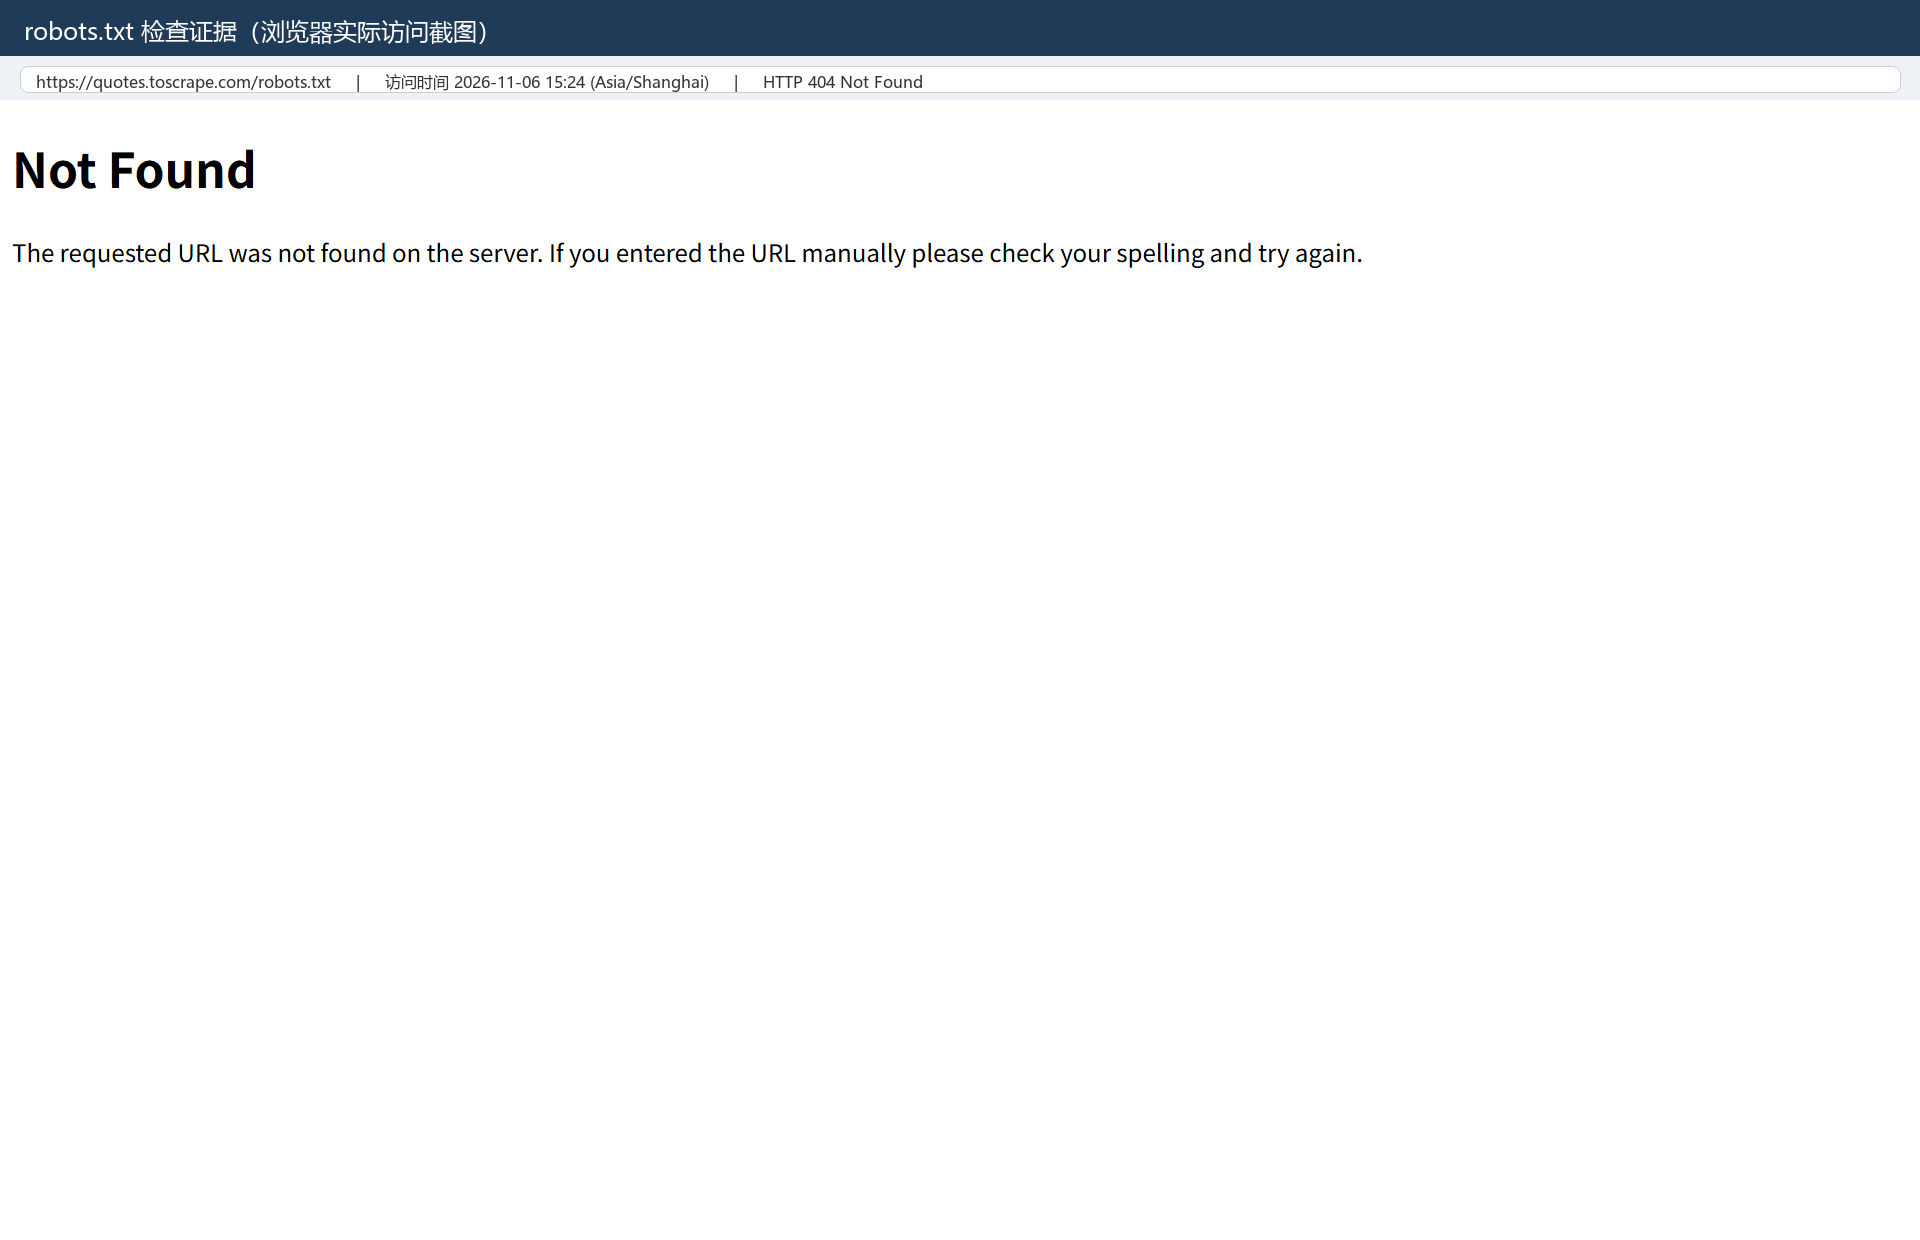 robots.txt 检查证据（浏览器实际访问截图）
https://quotes.toscrape.com/robots.txt | 访问时间 2026-11-06 15:24 (Asia/Shanghai) | HTTP 404 Not Found
Not Found
The requested URL was not found on the server. If you entered the URL manually please check your spelling and try again.